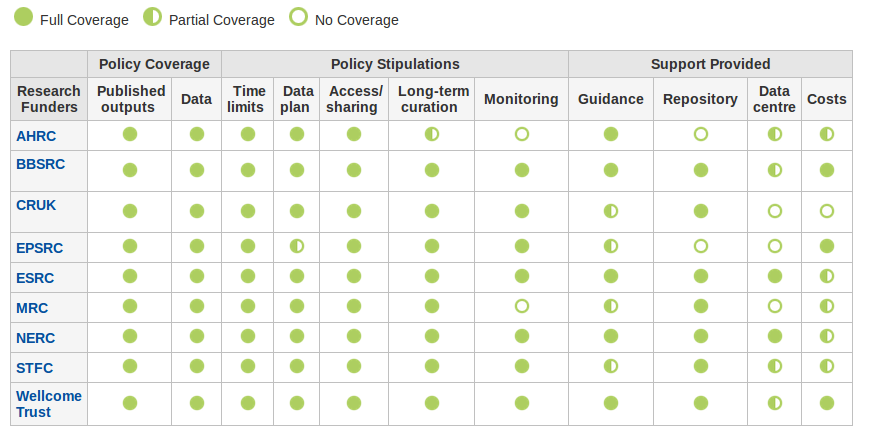 Full Coverage Partial Coverage No Coverage
Policy Coverage Policy Stipulations Support Provided
Research Funders Published outputs Data Time limits Data plan Access/ sharing Long-term curation Monitoring Guidance Repository Data centre Costs
AHRC
BBSRC
CRUK
EPSRC
ESRC
MRC
NERC
STFC
Wellcome
Trust